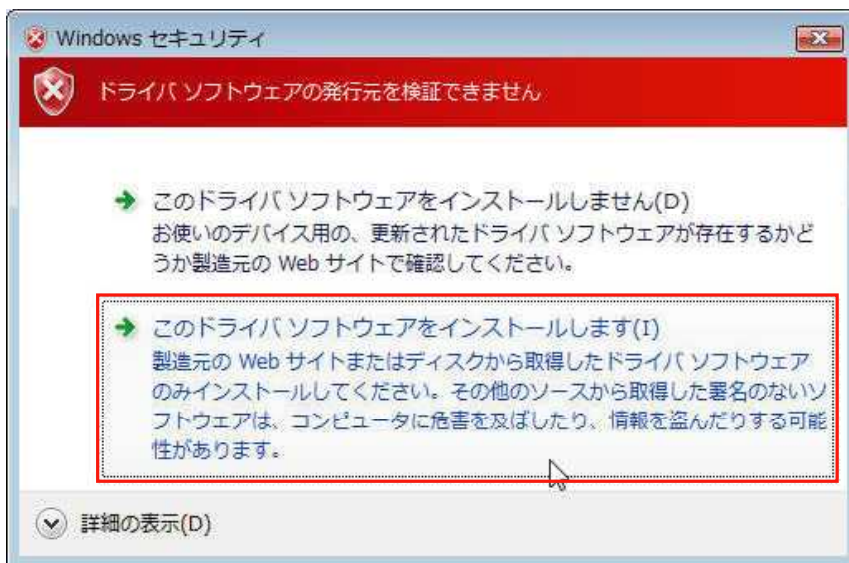 Windows セキュリティ
ドライバ ソフトウェアの発行元を検証できません
このドライバ ソフトウェアをインストールしません(D)
お使いのデバイス用の、更新されたドライバ ソフトウェアが存在するかど
うか製造元の Web サイトで確認してください。
このドライバ ソフトウェアをインストールします(I)
製造元の Web サイトまたはディスクから取得したドライバ ソフトウェア
のみインストールしてください。その他のソースから取得した署名のないソ
フトウェアは、コンピュータに危害を及ぼしたり、情報を盗んだりする可能
性があります。
詳細の表示(D)